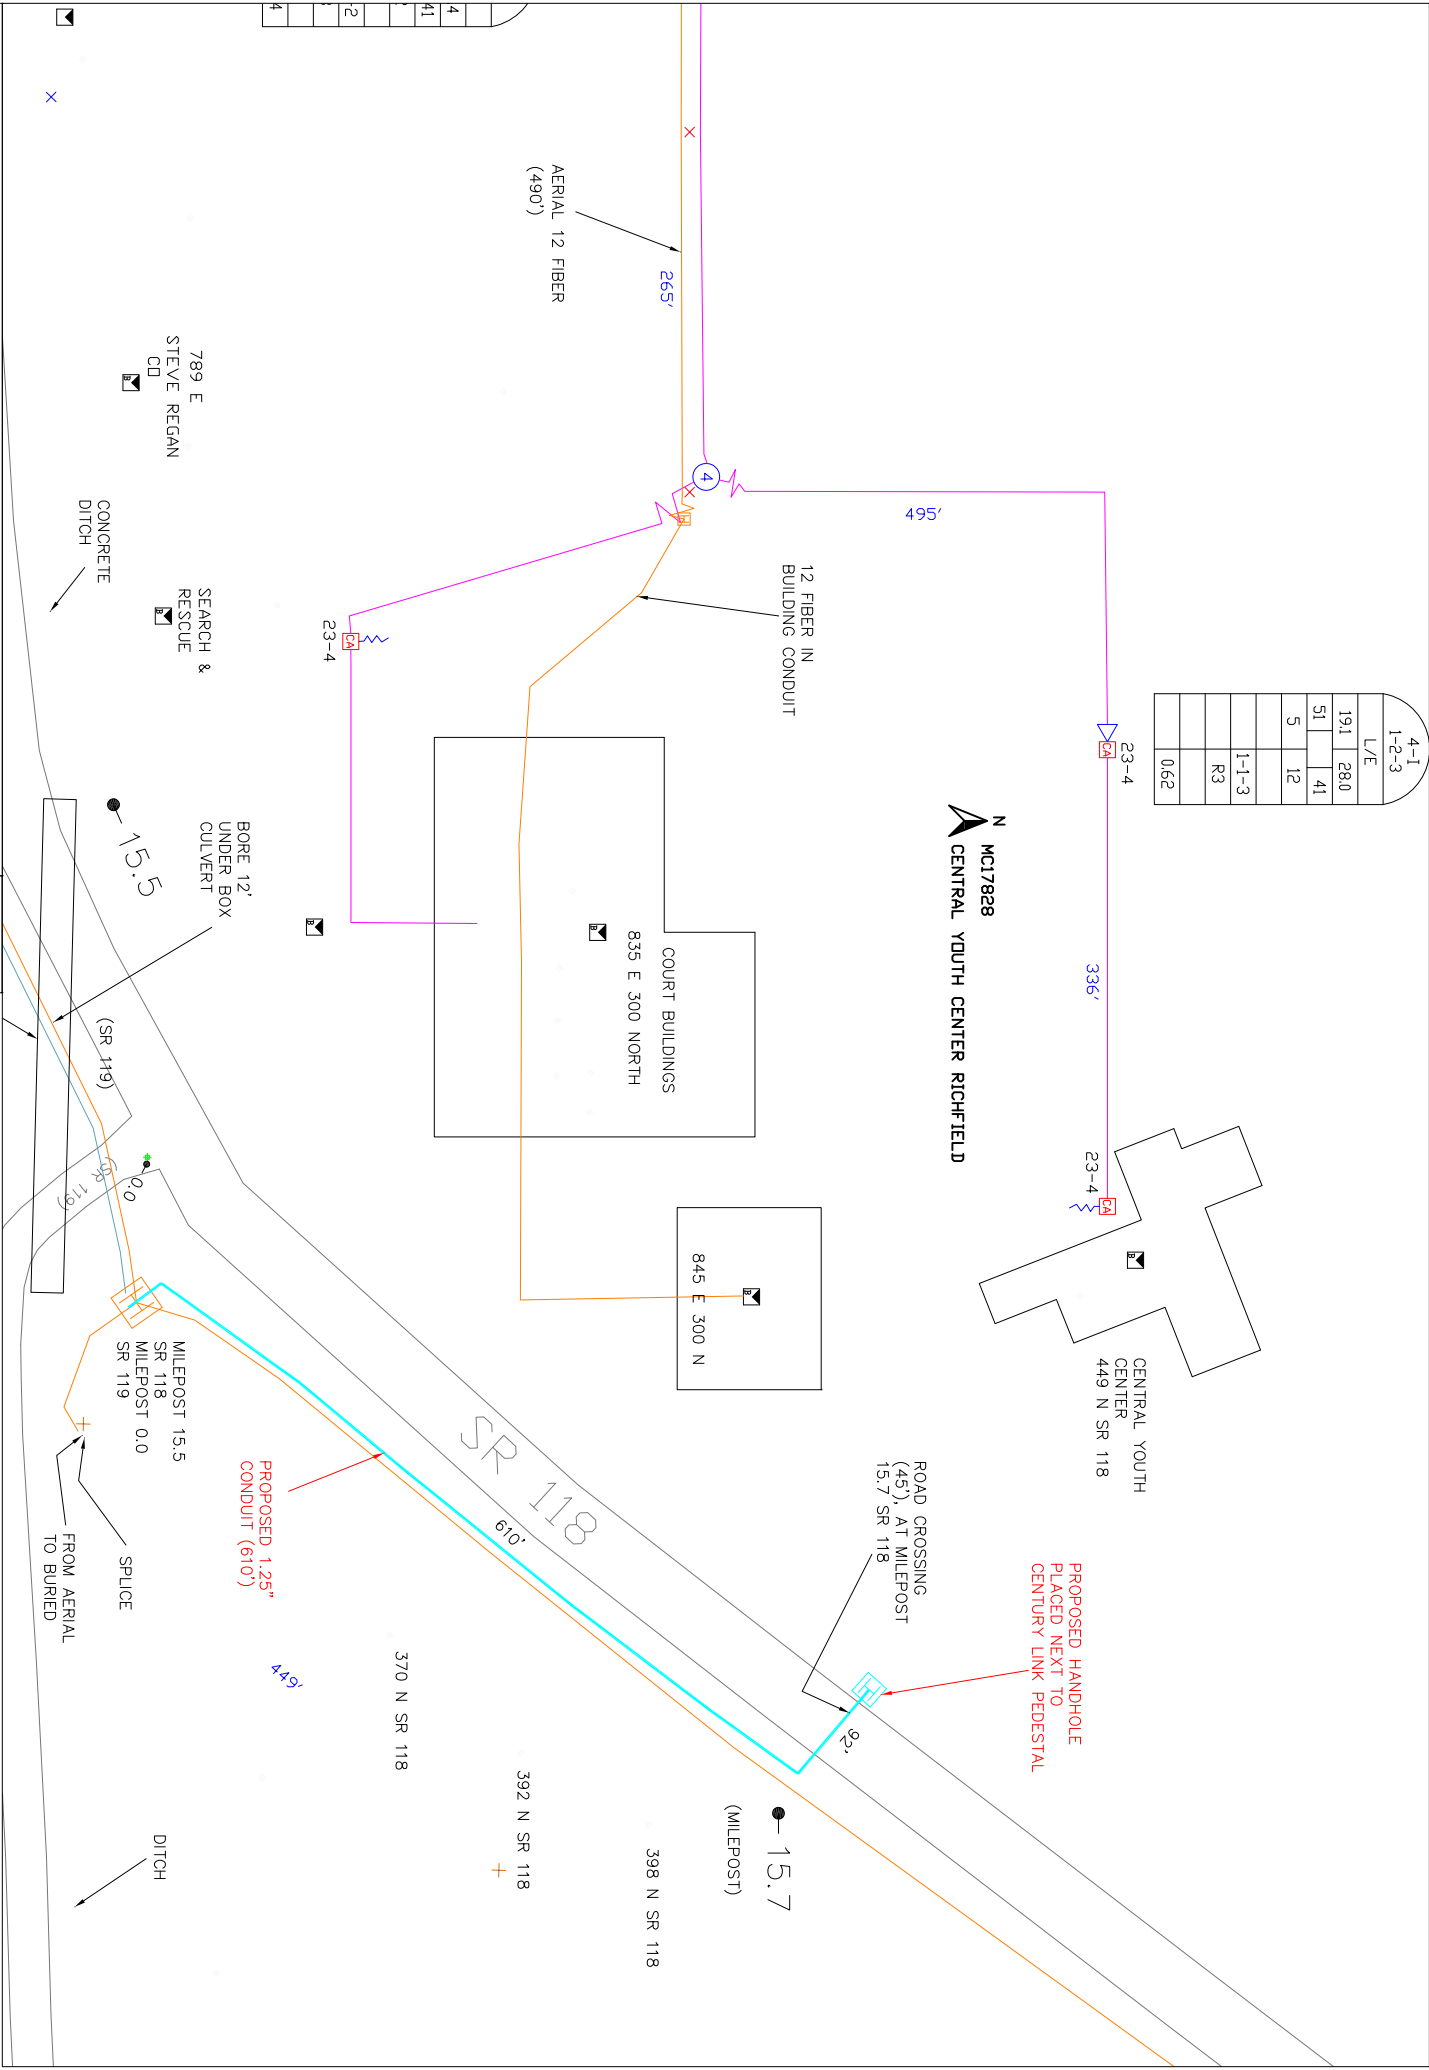 4-I
1-2-3
L/E
19.1 28.0
51 41
5 12
1-1-3
R3
0.62
23-4
336'
23-4
495'
4
265'
AERIAL 12 FIBER
(490')
12 FIBER IN
BUILDING CONDUIT
23-4
N
MC17828
CENTRAL YOUTH CENTER RICHFIELD
CENTRAL YOUTH
CENTER
449 N SR 118
COURT BUILDINGS
835 E 300 NORTH
845 E 300 N
789 E
STEVE REGAN
CO
SEARCH &
RESCUE
CONCRETE
DITCH
15.5
BORE 12'
UNDER BOX
CULVERT
(SR 119)
(SR 119)
0.0
MILEPOST 15.5
SR 118
MILEPOST 0.0
SR 119
SPLICE
FROM AERIAL
TO BURIED
PROPOSED 1.25"
CONDUIT (610')
SR 118
610'
ROAD CROSSING
(45'), AT MILEPOST
15.7 SR 118
PROPOSED HANDHOLE
PLACED NEXT TO
CENTURY LINK PEDESTAL
92'
15.7
(MILEPOST)
370 N SR 118
392 N SR 118
398 N SR 118
449'
DITCH
CA
CA
CA
4
41